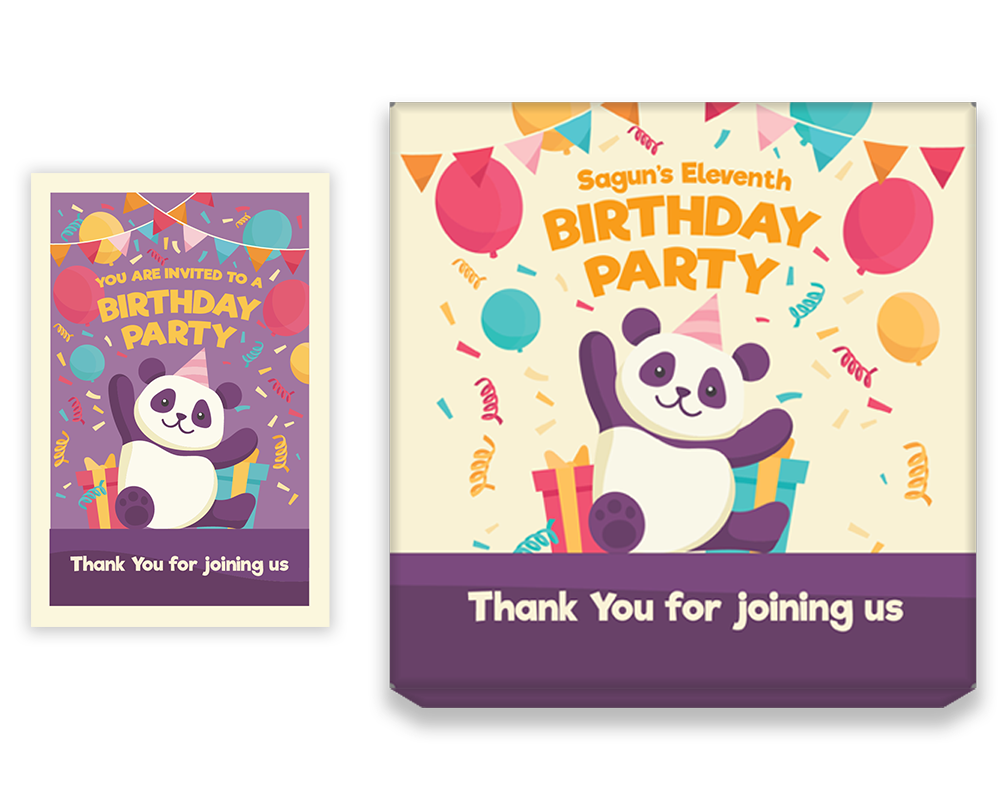 YOU ARE INVITED TO A
BIRTHDAY
PARTY
Thank You for joining us
Sagun's Eleventh
BIRTHDAY
PARTY
Thank You for joining us